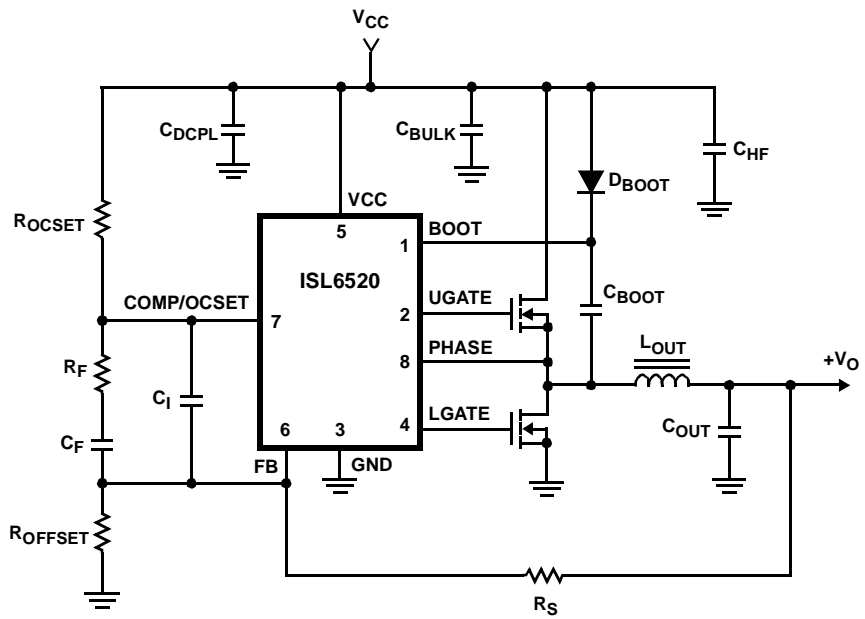 VCC
CDCPL
CBULK
CHF
DBOOT
ROCSET
VCC
5
1
BOOT
ISL6520
CBOOT
COMP/OCSET
7
2
UGATE
8
PHASE
LOUT
+VO
RF
CI
4
LGATE
COUT
CF
6
3
FB
GND
ROFFSET
RS